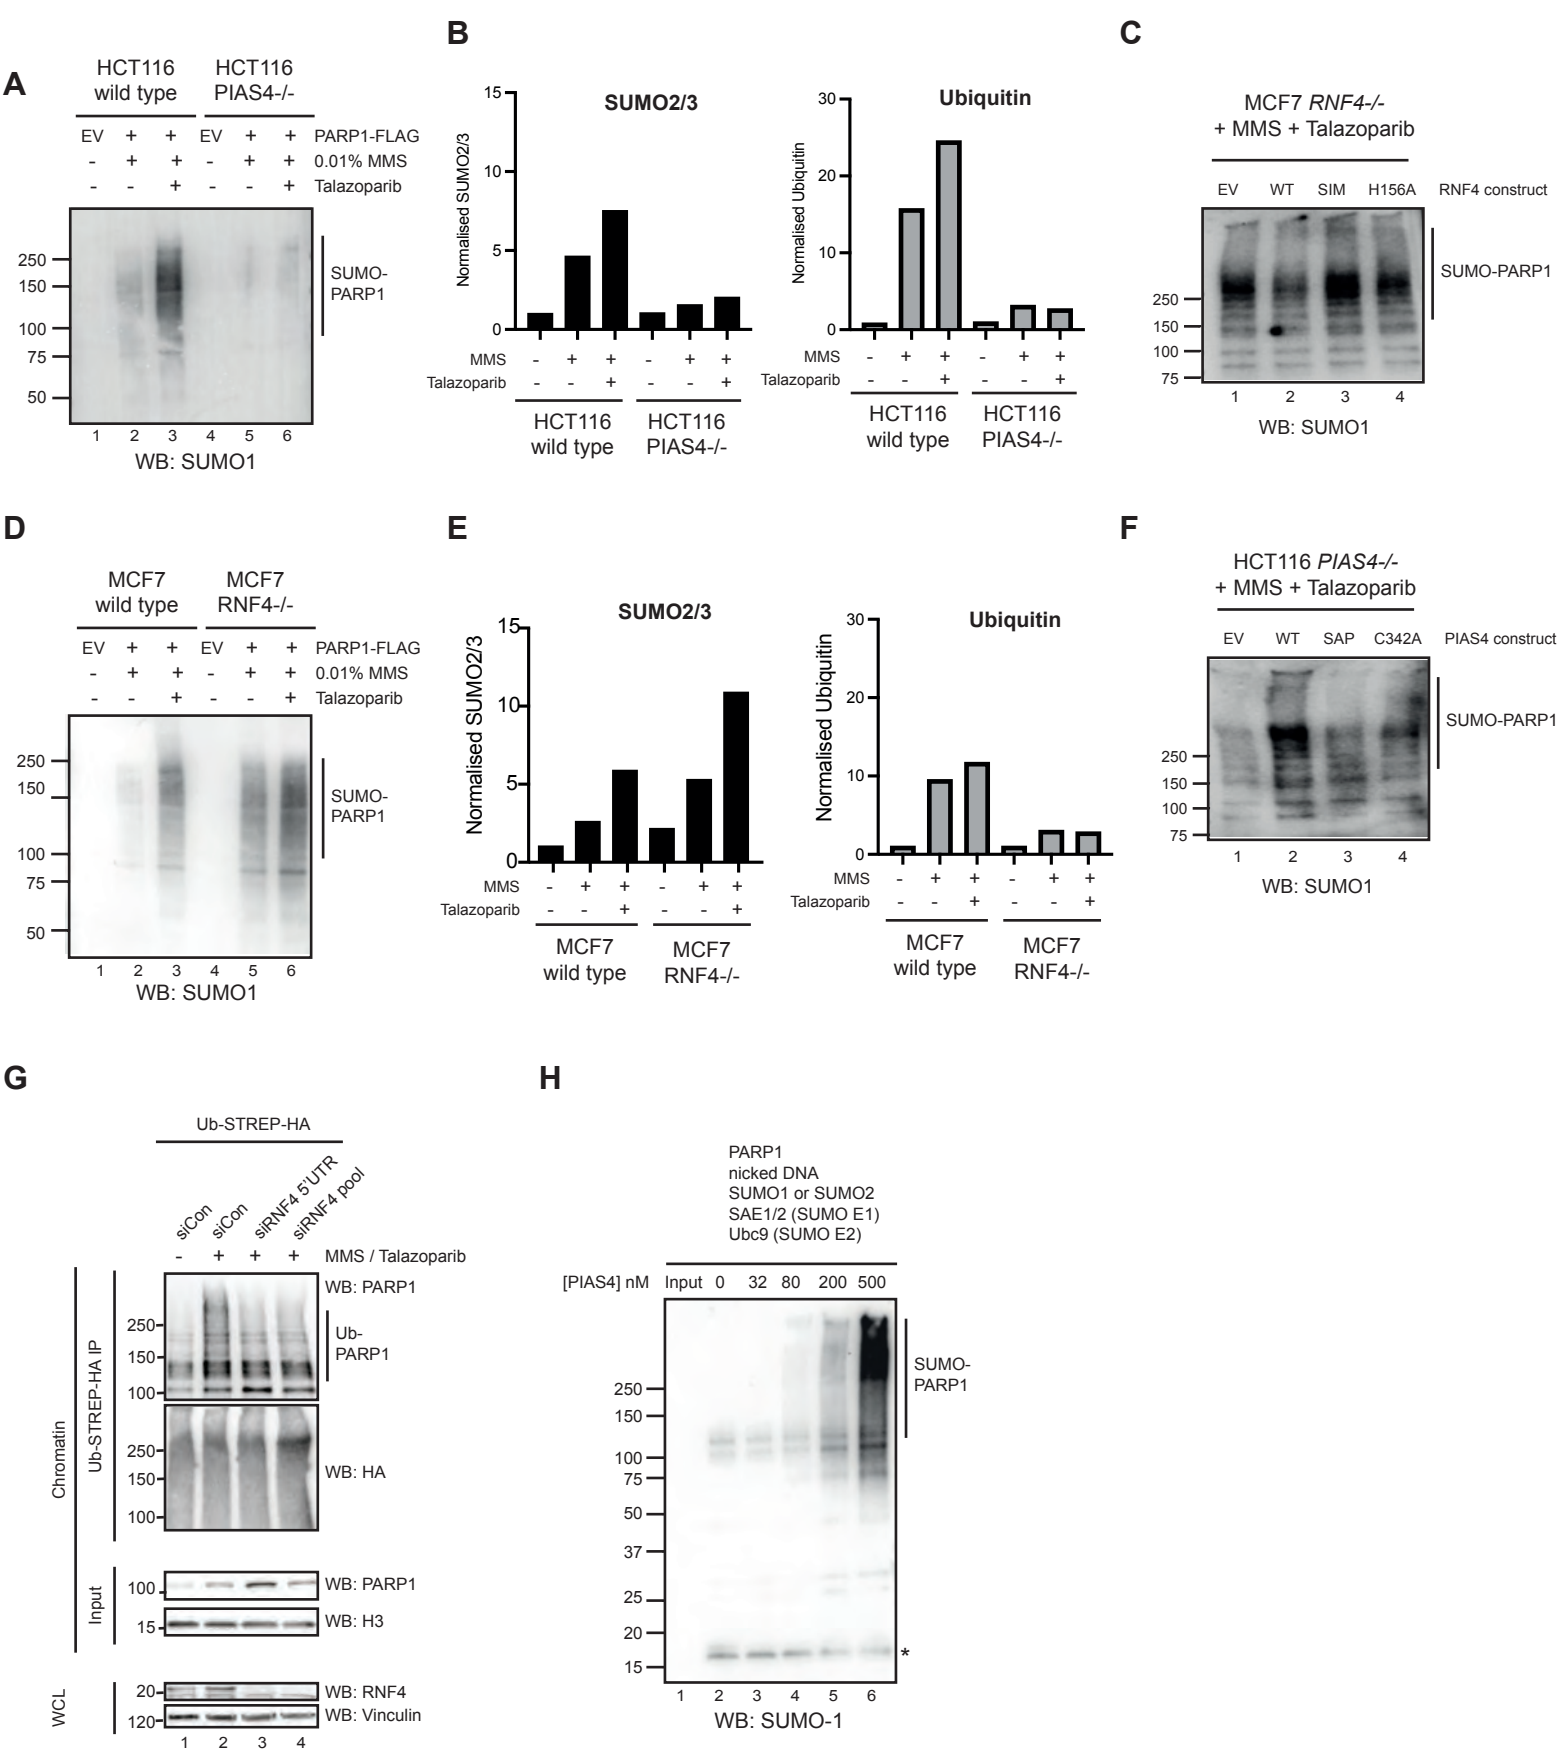 A
HCT116
wild type
HCT116
PIAS4-/-
EV + + EV + + PARP1-FLAG
- + + - + + 0.01% MMS
- - + - - + Talazoparib
250
150
100
75
50
SUMO-
PARP1
1 2 3 4 5 6
WB: SUMO1
B
SUMO2/3
Normalised SUMO2/3
15
10
5
0
MMS - + + - + +
Talazoparib - - + - - +
HCT116
wild type
HCT116
PIAS4-/-
Ubiquitin
Normalised Ubiquitin
30
20
10
0
MMS - + + - + +
Talazoparib - - + - - +
HCT116
wild type
HCT116
PIAS4-/-
C
MCF7 RNF4-/-
+ MMS + Talazoparib
EV WT SIM H156A RNF4 construct
250
150
100
75
SUMO-PARP1
1 2 3 4
WB: SUMO1
D
MCF7
wild type
MCF7
RNF4-/-
EV + + EV + + PARP1-FLAG
- + + - + + 0.01% MMS
- - + - - + Talazoparib
250
150
100
75
50
SUMO-
PARP1
1 2 3 4 5 6
WB: SUMO1
E
SUMO2/3
Normalised SUMO2/3
15
10
5
0
MMS - + + - + +
Talazoparib - - + - - +
MCF7
wild type
MCF7
RNF4-/-
Ubiquitin
Normalised Ubiquitin
30
20
10
0
MMS - + + - + +
Talazoparib - - + - - +
MCF7
wild type
MCF7
RNF4-/-
F
HCT116 PIAS4-/-
+ MMS + Talazoparib
EV WT SAP C342A PIAS4 construct
250
150
100
75
SUMO-PARP1
1 2 3 4
WB: SUMO1
G
Ub-STREP-HA
siCon
siCon
siRNF4 5'UTR
siRNF4 pool
- + + + MMS / Talazoparib
Chromatin
Ub-STREP-HA IP
WB: PARP1
250
150
100
Ub-
PARP1
250
150
100
WB: HA
Input
100
WB: PARP1
15
WB: H3
WCL
20
WB: RNF4
120
WB: Vinculin
1 2 3 4
H
PARP1
nicked DNA
SUMO1 or SUMO2
SAE1/2 (SUMO E1)
Ubc9 (SUMO E2)
[PIAS4] nM Input 0 32 80 200 500
250
150
100
75
50
37
25
20
15
SUMO-
PARP1
*
1 2 3 4 5 6
WB: SUMO-1